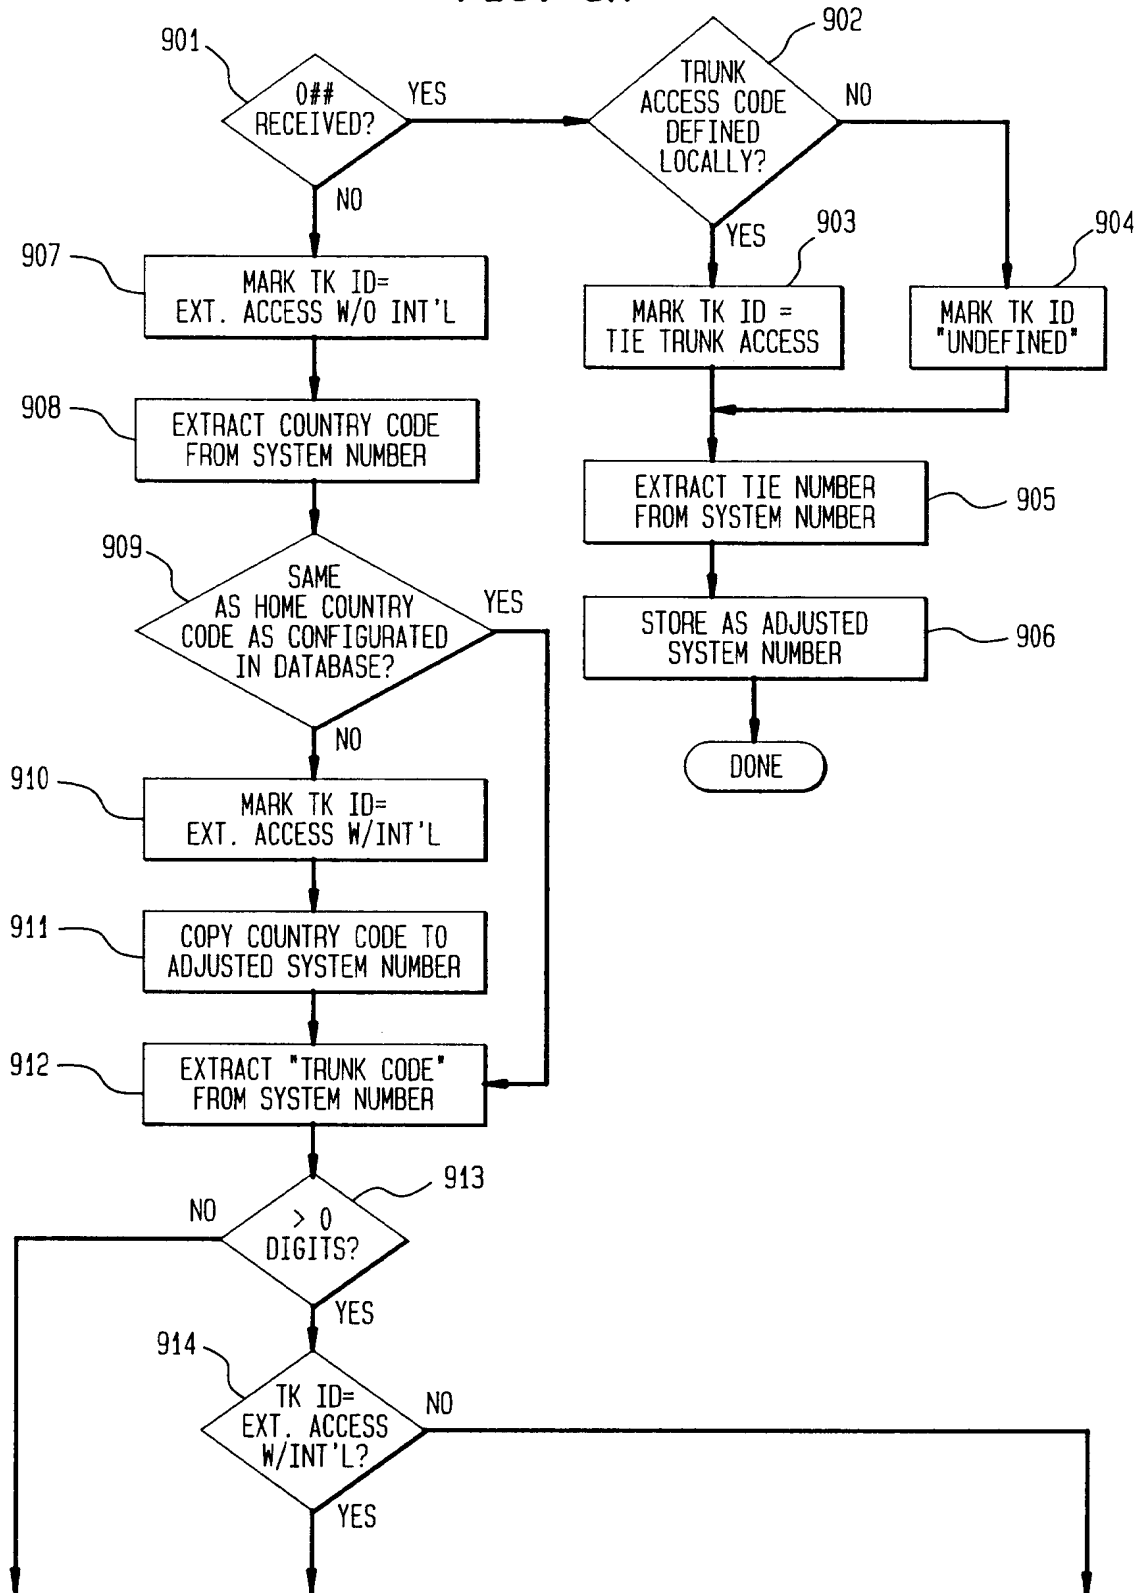 901
0##
RECEIVED?
YES
NO
902
TRUNK
ACCESS CODE
DEFINED
LOCALLY?
NO
YES
903
MARK TK ID =
TIE TRUNK ACCESS
904
MARK TK ID
"UNDEFINED"
905
EXTRACT TIE NUMBER
FROM SYSTEM NUMBER
906
STORE AS ADJUSTED
SYSTEM NUMBER
DONE
907
MARK TK ID=
EXT. ACCESS W/O INT'L
908
EXTRACT COUNTRY CODE
FROM SYSTEM NUMBER
909
SAME
AS HOME COUNTRY
CODE AS CONFIGURATED
IN DATABASE?
YES
NO
910
MARK TK ID=
EXT. ACCESS W/INT'L
911
COPY COUNTRY CODE TO
ADJUSTED SYSTEM NUMBER
912
EXTRACT "TRUNK CODE"
FROM SYSTEM NUMBER
913
> 0
DIGITS?
NO
YES
914
TK ID=
EXT. ACCESS
W/INT'L?
NO
YES